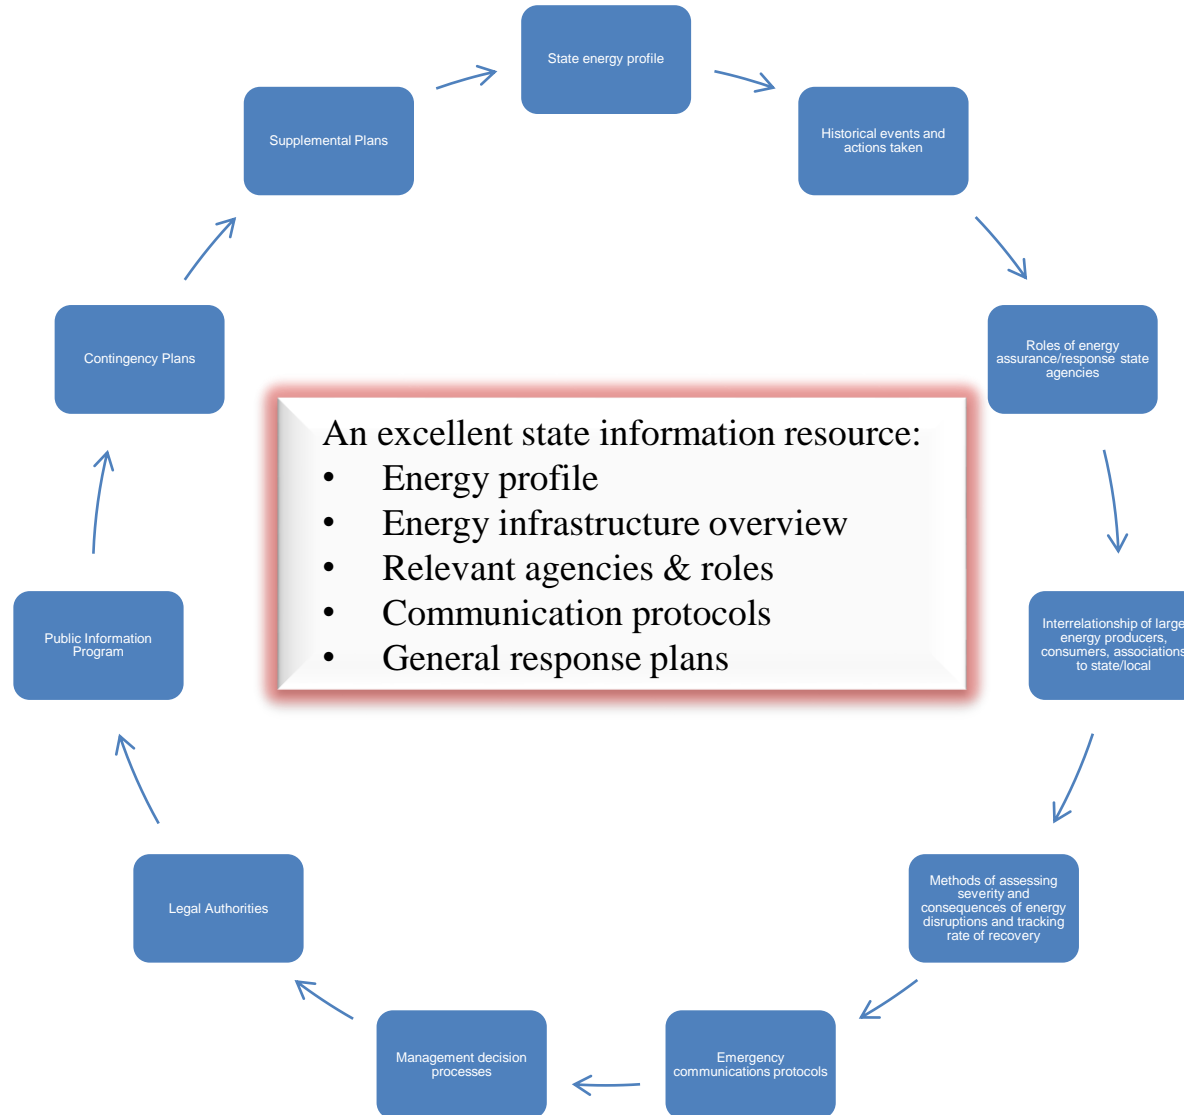 State energy profile
Historical events and
actions taken
Roles of energy
assurance/response state
agencies
Interrelationship of large
energy producers,
consumers, associations
to state/local
Methods of assessing
severity and
consequences of energy
disruptions and tracking
rate of recovery
Emergency
communications protocols
Management decision
processes
Legal Authorities
Public Information
Program
Contingency Plans
Supplemental Plans
An excellent state information resource:
• Energy profile
• Energy infrastructure overview
• Relevant agencies & roles
• Communication protocols
• General response plans